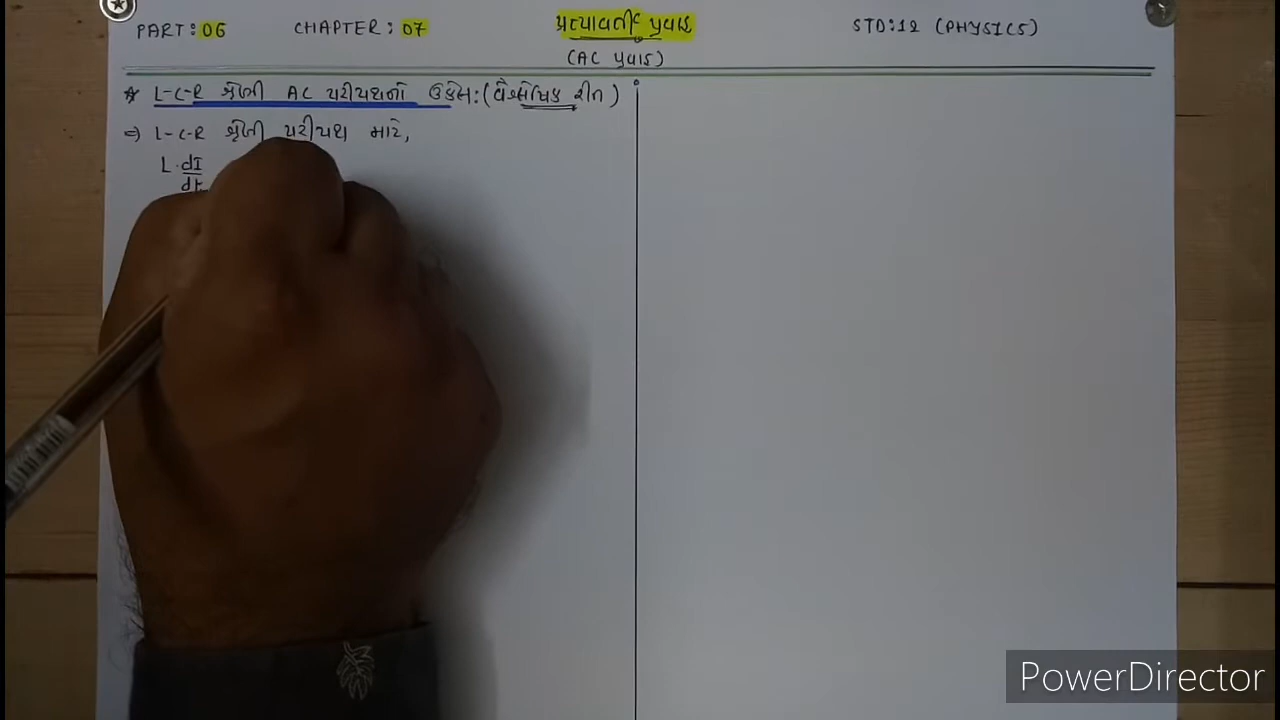 PART: 06 CHAPTER: 07 પ્રત્યાવર્તી પ્રવાહ STD:12 (PHYSICS)
(AC પ્રવાહ)
* L-C-R શ્રેણી AC પરીપથનો ઉકેલ: (વૈશ્લેષિક રીત)
⇒ L-C-R શ્રેણી પરીપથ માટે,
L·dI
dt
PowerDirector